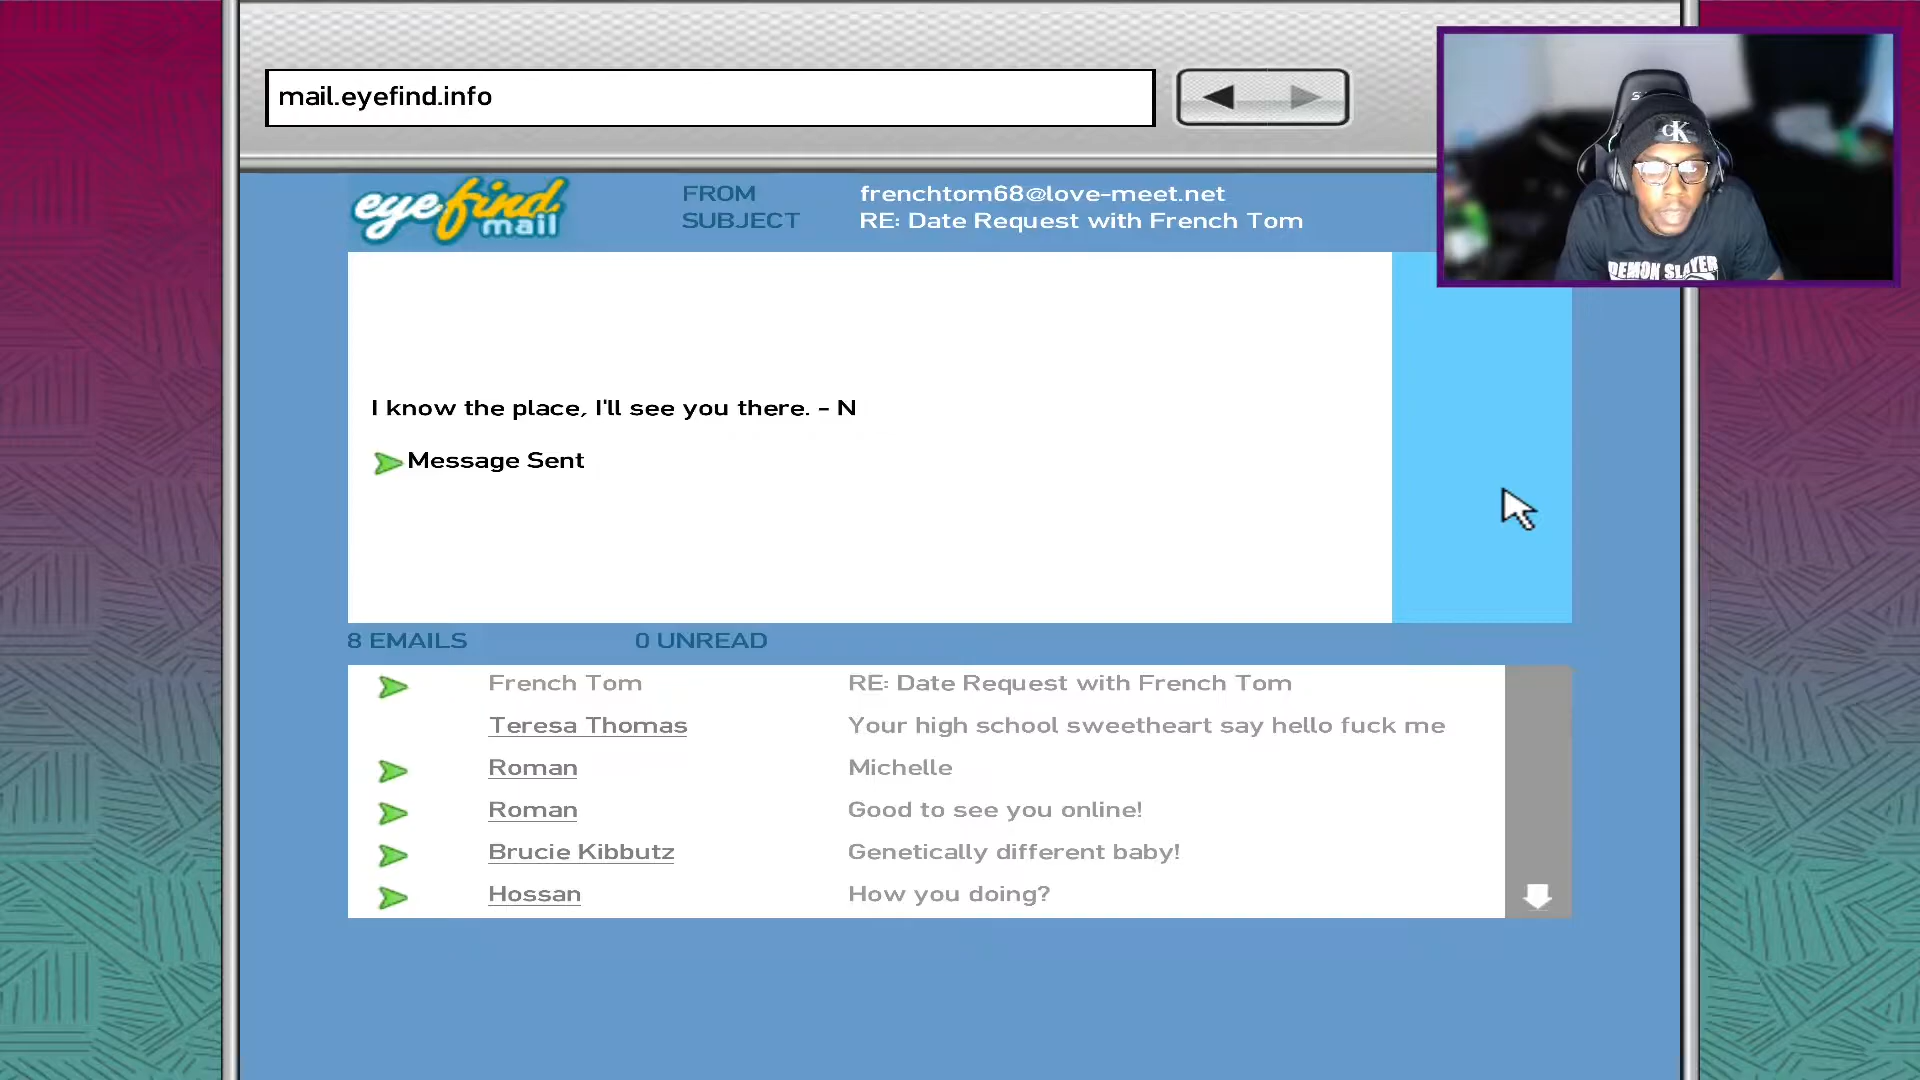 mail.eyefind.info
eyefind mail
FROM frenchtom68@love-meet.net
SUBJECT RE: Date Request with French Tom
I know the place, I'll see you there. - N
Message Sent
8 EMAILS 0 UNREAD
French Tom RE: Date Request with French Tom
Teresa Thomas Your high school sweetheart say hello fuck me
Roman Michelle
Roman Good to see you online!
Brucie Kibbutz Genetically different baby!
Hossan How you doing?
CK
DEMON SLAYER